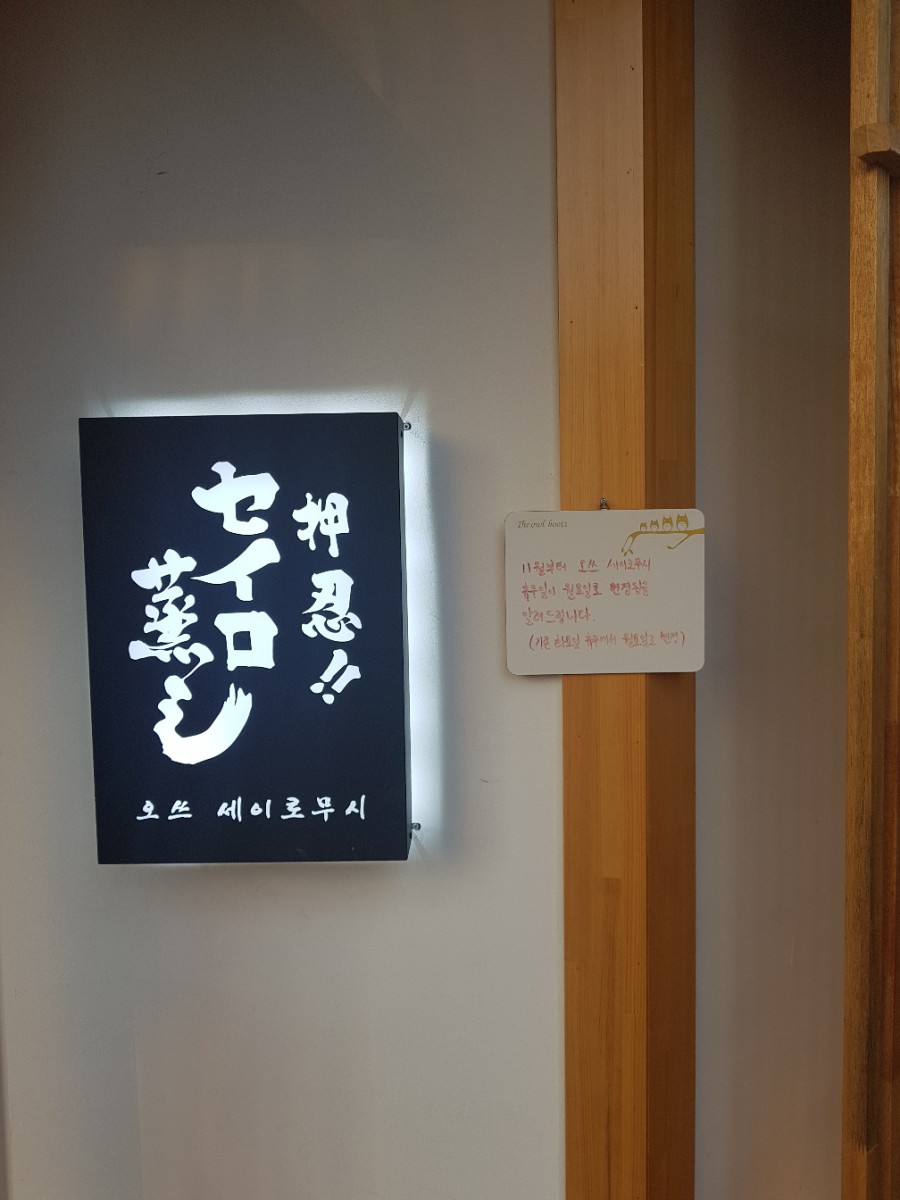 押忍!!
セイロ
蒸し
오쓰 세이로무시
The owl hoots
11월부터 오쓰 세이로무시
휴무일이 월요일로 변경됨을
알려드립니다.
(기존 화요일 휴무에서 월요일로 변경)